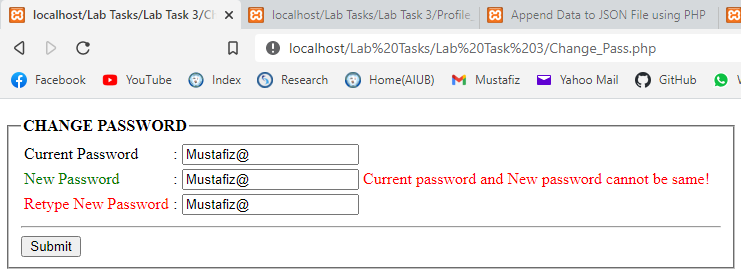 localhost/Lab Tasks/Lab Task 3/Ch
localhost/Lab Tasks/Lab Task 3/Profile_
Append Data to JSON File using PHP
localhost/Lab%20Tasks/Lab%20Task%203/Change_Pass.php
Facebook YouTube Index Research Home(AIUB) Mustafiz Yahoo Mail GitHub
CHANGE PASSWORD
Current Password : Mustafiz@
New Password : Mustafiz@ Current password and New password cannot be same!
Retype New Password : Mustafiz@
Submit